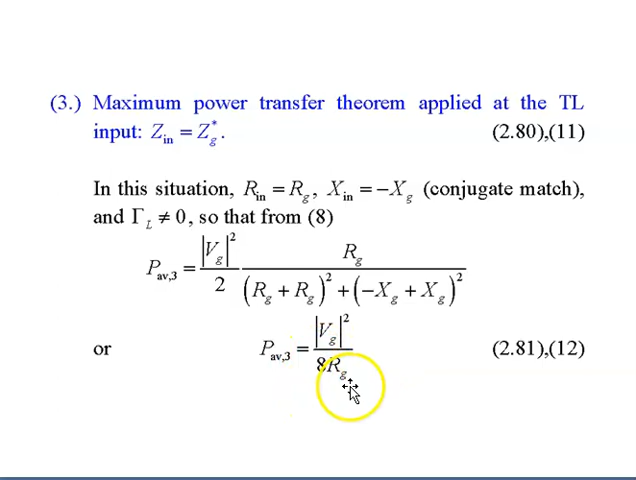 (3.) Maximum power transfer theorem applied at the TL
input: Z_in = Z_g^*. (2.80),(11)
In this situation, R_in = R_g, X_in = −X_g (conjugate match),
and Γ_L ≠ 0, so that from (8)
P_av,3 = |V_g|^2 / 2 · R_g / ((R_g + R_g)^2 + (−X_g + X_g)^2)
or P_av,3 = |V_g|^2 / 8R_g (2.81),(12)